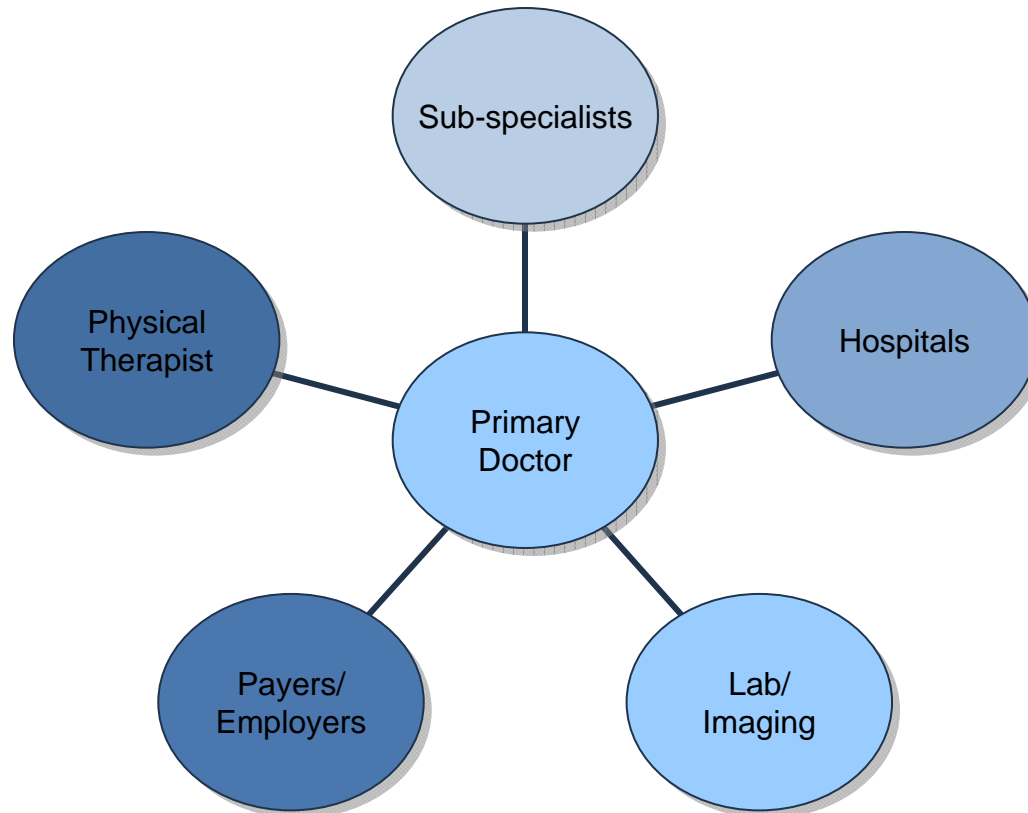 Sub-specialists
Physical
Therapist
Hospitals
Primary
Doctor
Payers/
Employers
Lab/
Imaging